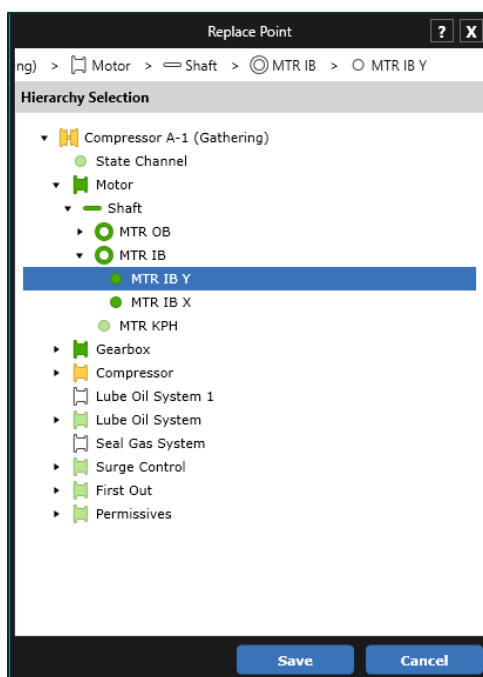 Replace Point ? X
ng) > Motor > Shaft > MTR IB > MTR IB Y
Hierarchy Selection
Compressor A-1 (Gathering)
State Channel
Motor
Shaft
MTR OB
MTR IB
MTR IB Y
MTR IB X
MTR KPH
Gearbox
Compressor
Lube Oil System 1
Lube Oil System
Seal Gas System
Surge Control
First Out
Permissives
Save Cancel